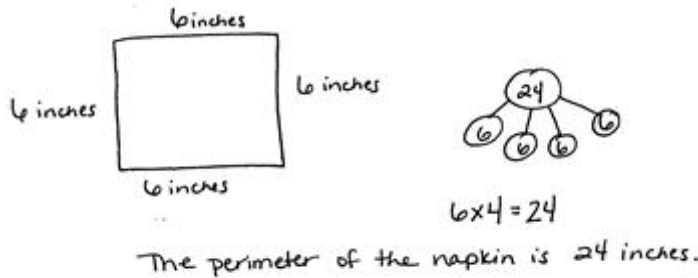 6 inches
6 inches
6 inches
6 inches
24
6
6
6
6
6x4 = 24
The perimeter of the napkin is 24 inches.